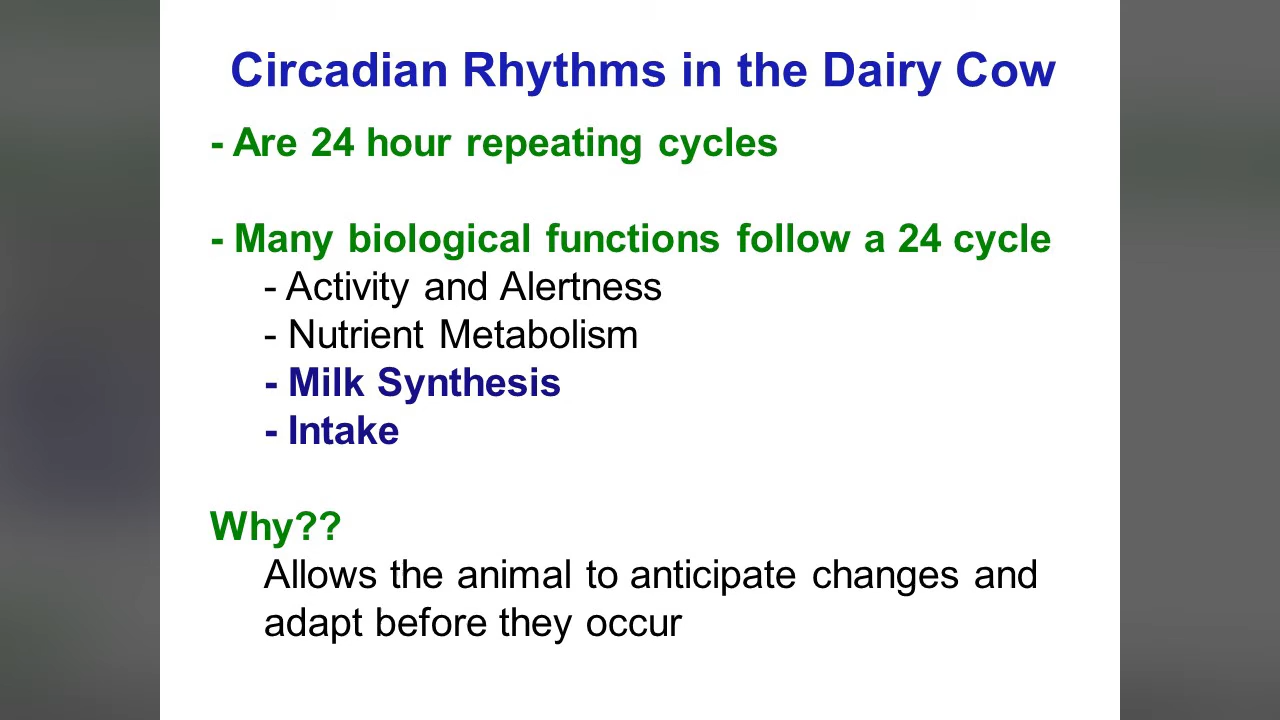 Circadian Rhythms in the Dairy Cow
- Are 24 hour repeating cycles
- Many biological functions follow a 24 cycle
- Activity and Alertness
- Nutrient Metabolism
- Milk Synthesis
- Intake
Why??
Allows the animal to anticipate changes and
adapt before they occur